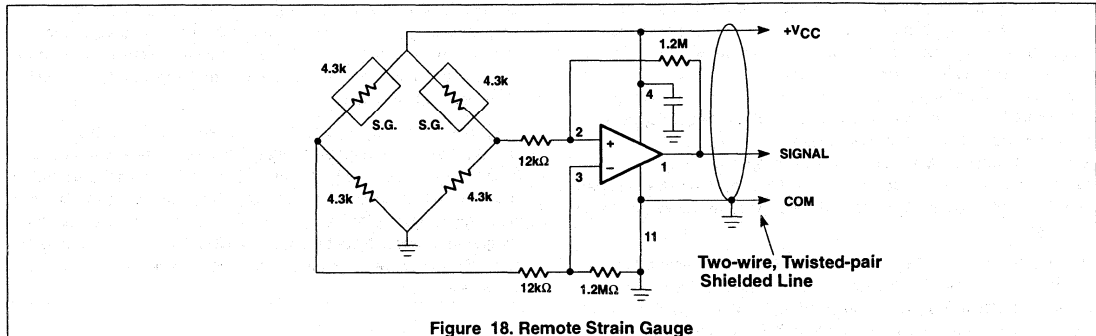 +VCC
1.2M
4.3k
4.3k
4
S.G.
S.G.
2
+
12kΩ
3
−
1
SIGNAL
4.3k
4.3k
COM
11
Two-wire, Twisted-pair
Shielded Line
12kΩ
1.2MΩ
Figure 18. Remote Strain Gauge